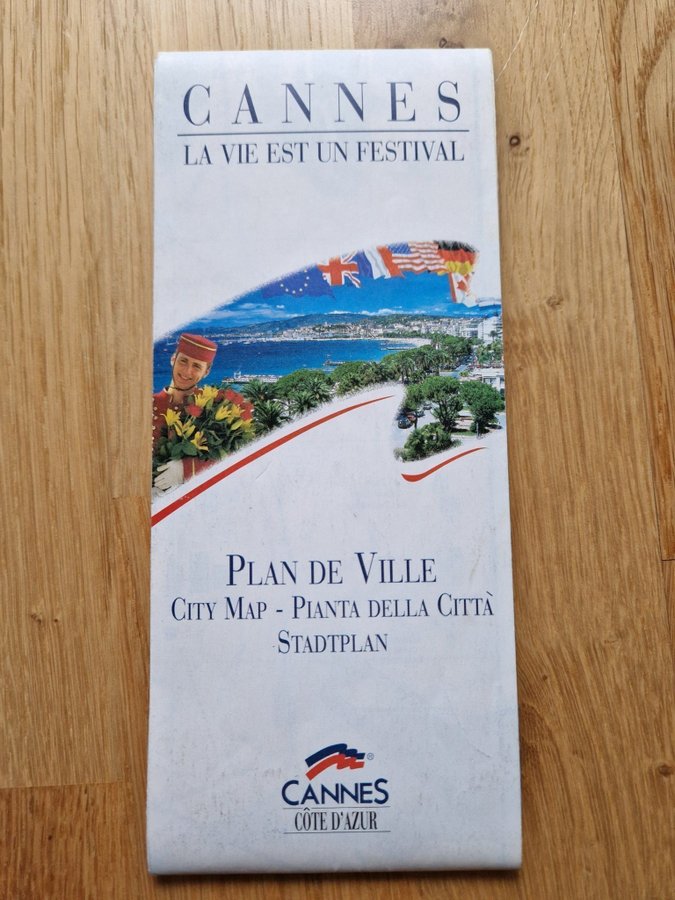 CANNES
LA VIE EST UN FESTIVAL
PLAN DE VILLE
CITY MAP - PIANTA DELLA CITTÀ
STADTPLAN
®
CANNES
CÔTE D'AZUR